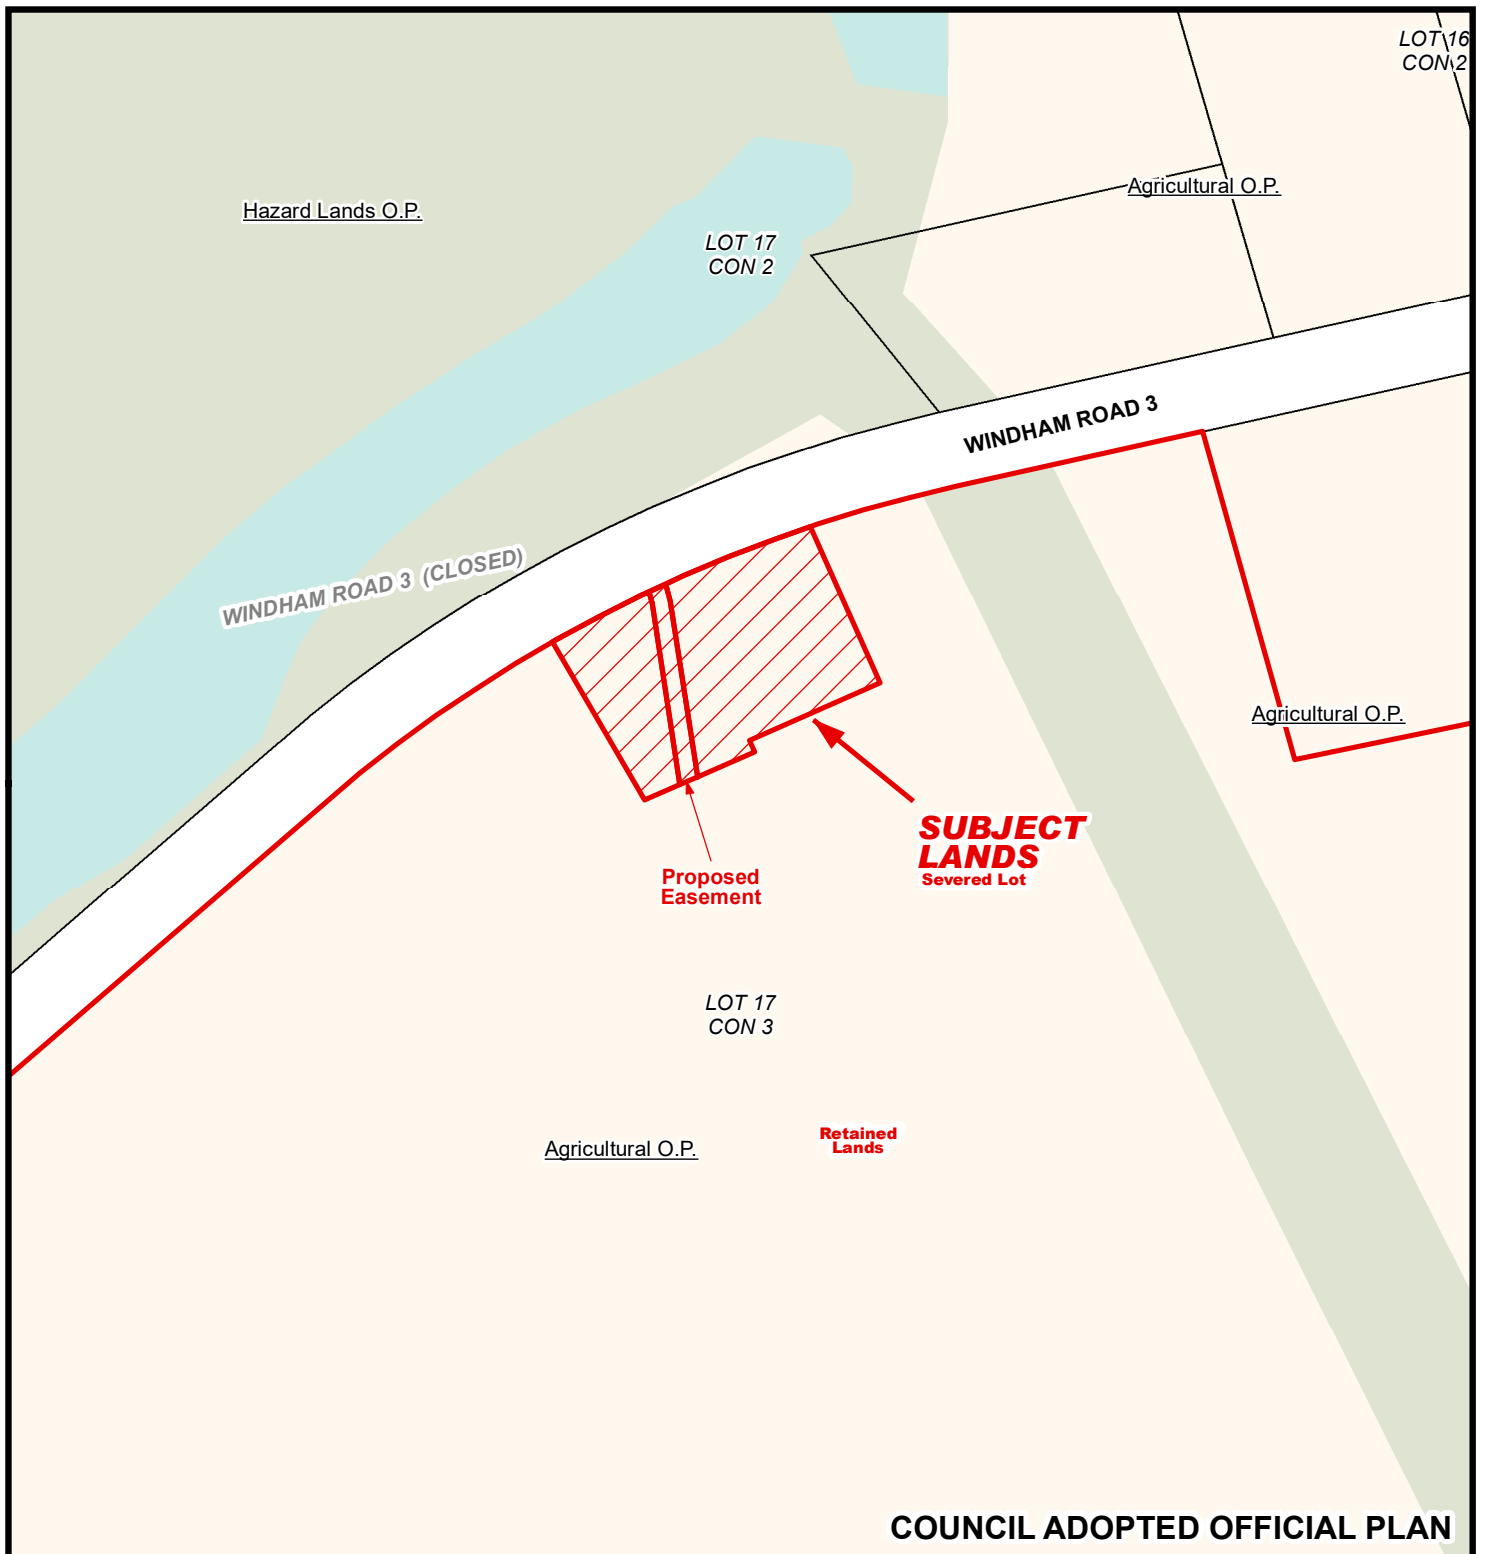 LOT 16
CON 2
Agricultural O.P.
Hazard Lands O.P.
LOT 17
CON 2
WINDHAM ROAD 3
WINDHAM ROAD 3 (CLOSED)
Agricultural O.P.
SUBJECT
LANDS
Severed Lot
Proposed
Easement
LOT 17
CON 3
Retained
Lands
Agricultural O.P.
COUNCIL ADOPTED OFFICIAL PLAN